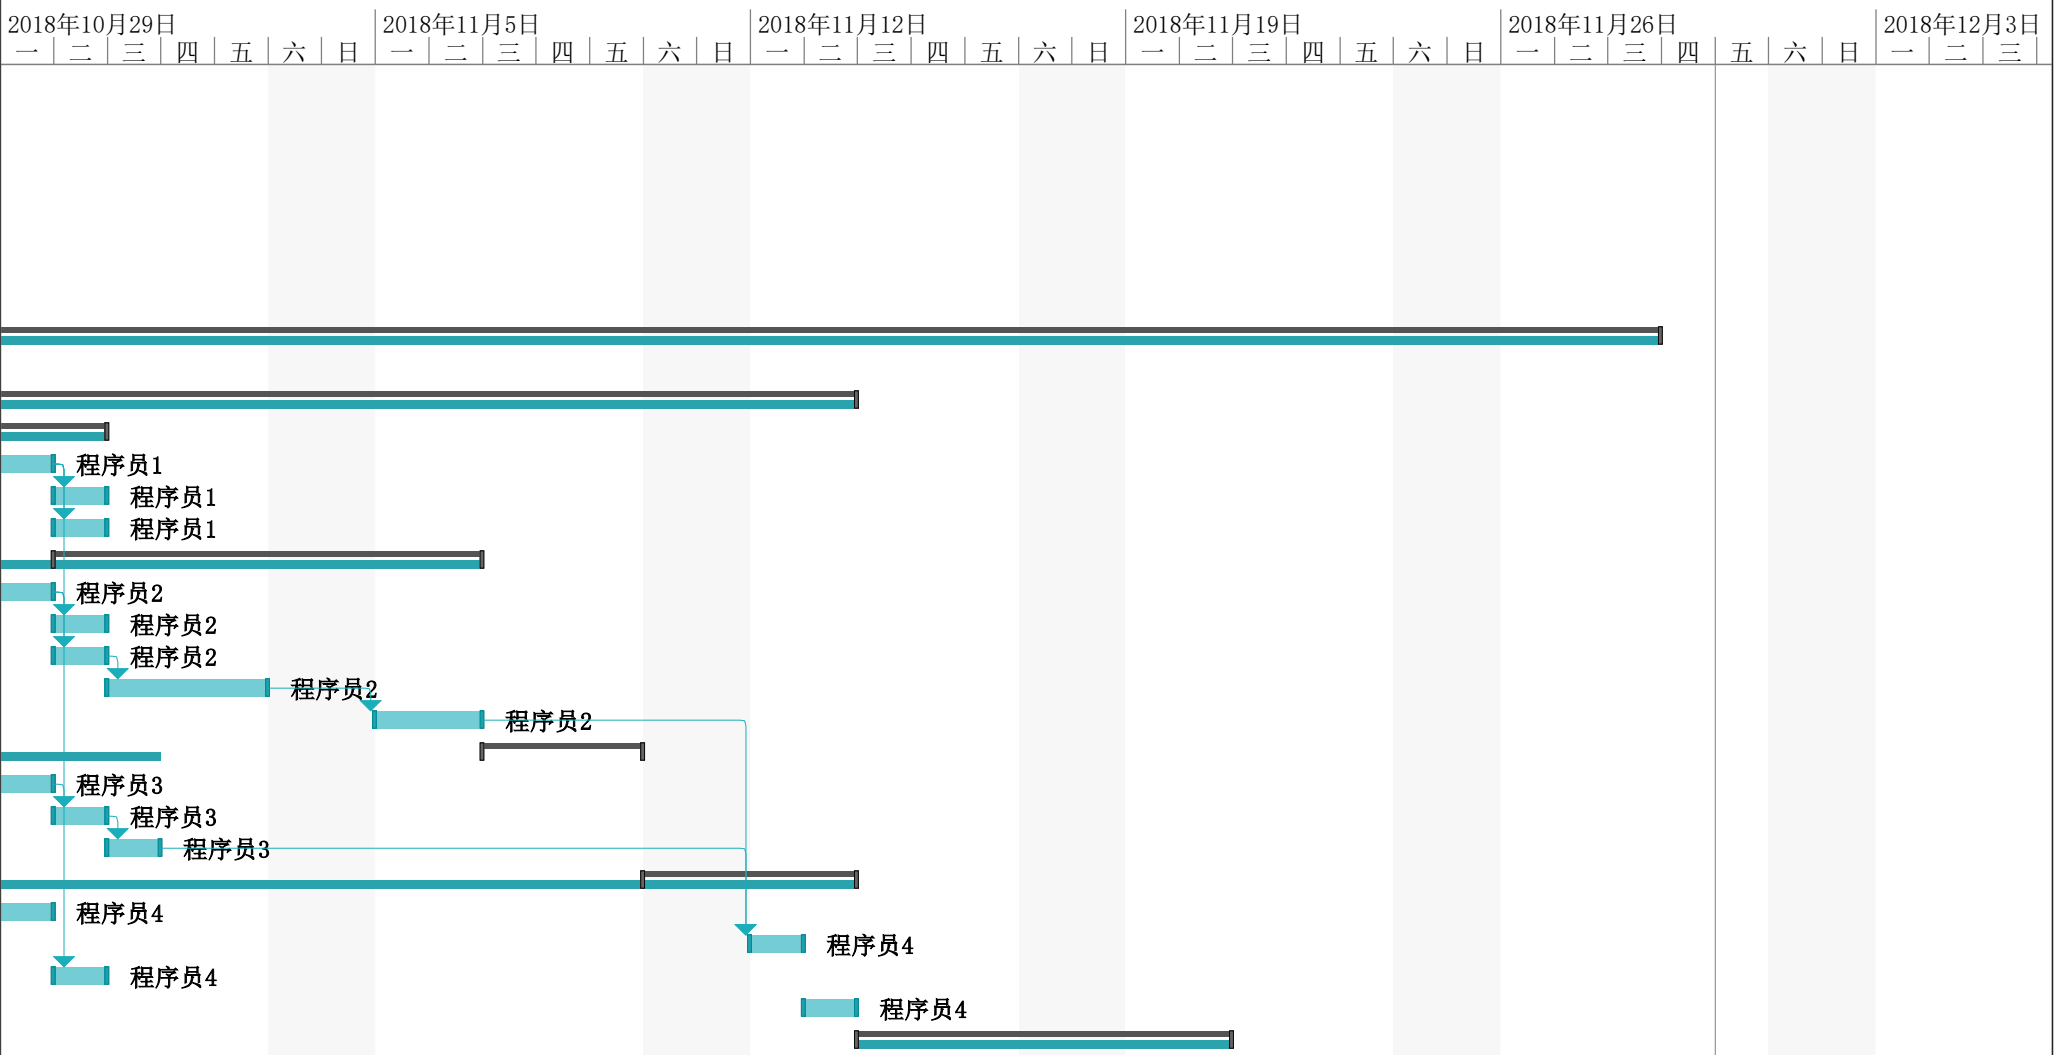 2018年10月29日 2018年11月5日 2018年11月12日 2018年11月19日 2018年11月26日 2018年12月3日
一 二 三 四 五 六 日 一 二 三 四 五 六 日 一 二 三 四 五 六 日 一 二 三 四 五 六 日 一 二 三 四 五 六 日 一 二 三
程序员1
程序员1
程序员1
程序员2
程序员2
程序员2
程序员2
程序员2
程序员3
程序员3
程序员3
程序员4
程序员4
程序员4
程序员4